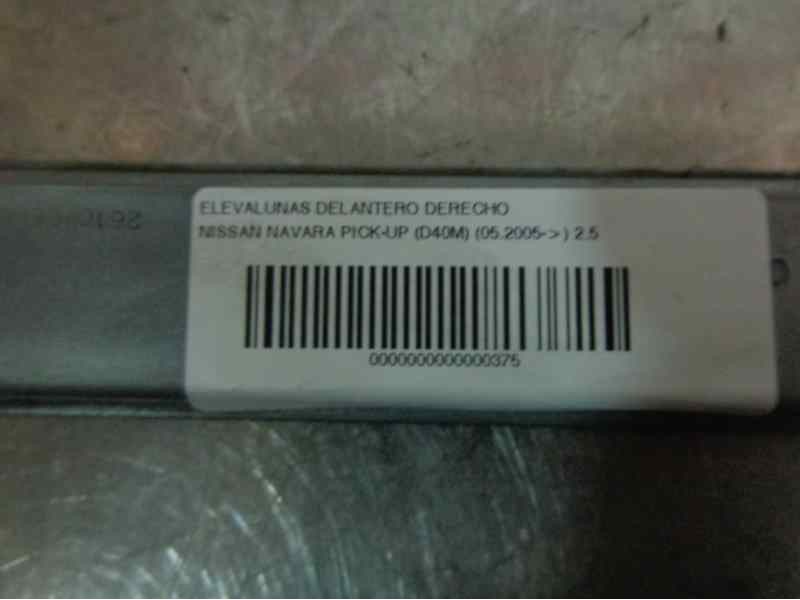 ELEVALUNAS DELANTERO DERECHO
NISSAN NAVARA PICK-UP (D40M) (05.2005->) 2.5
0000000000000375